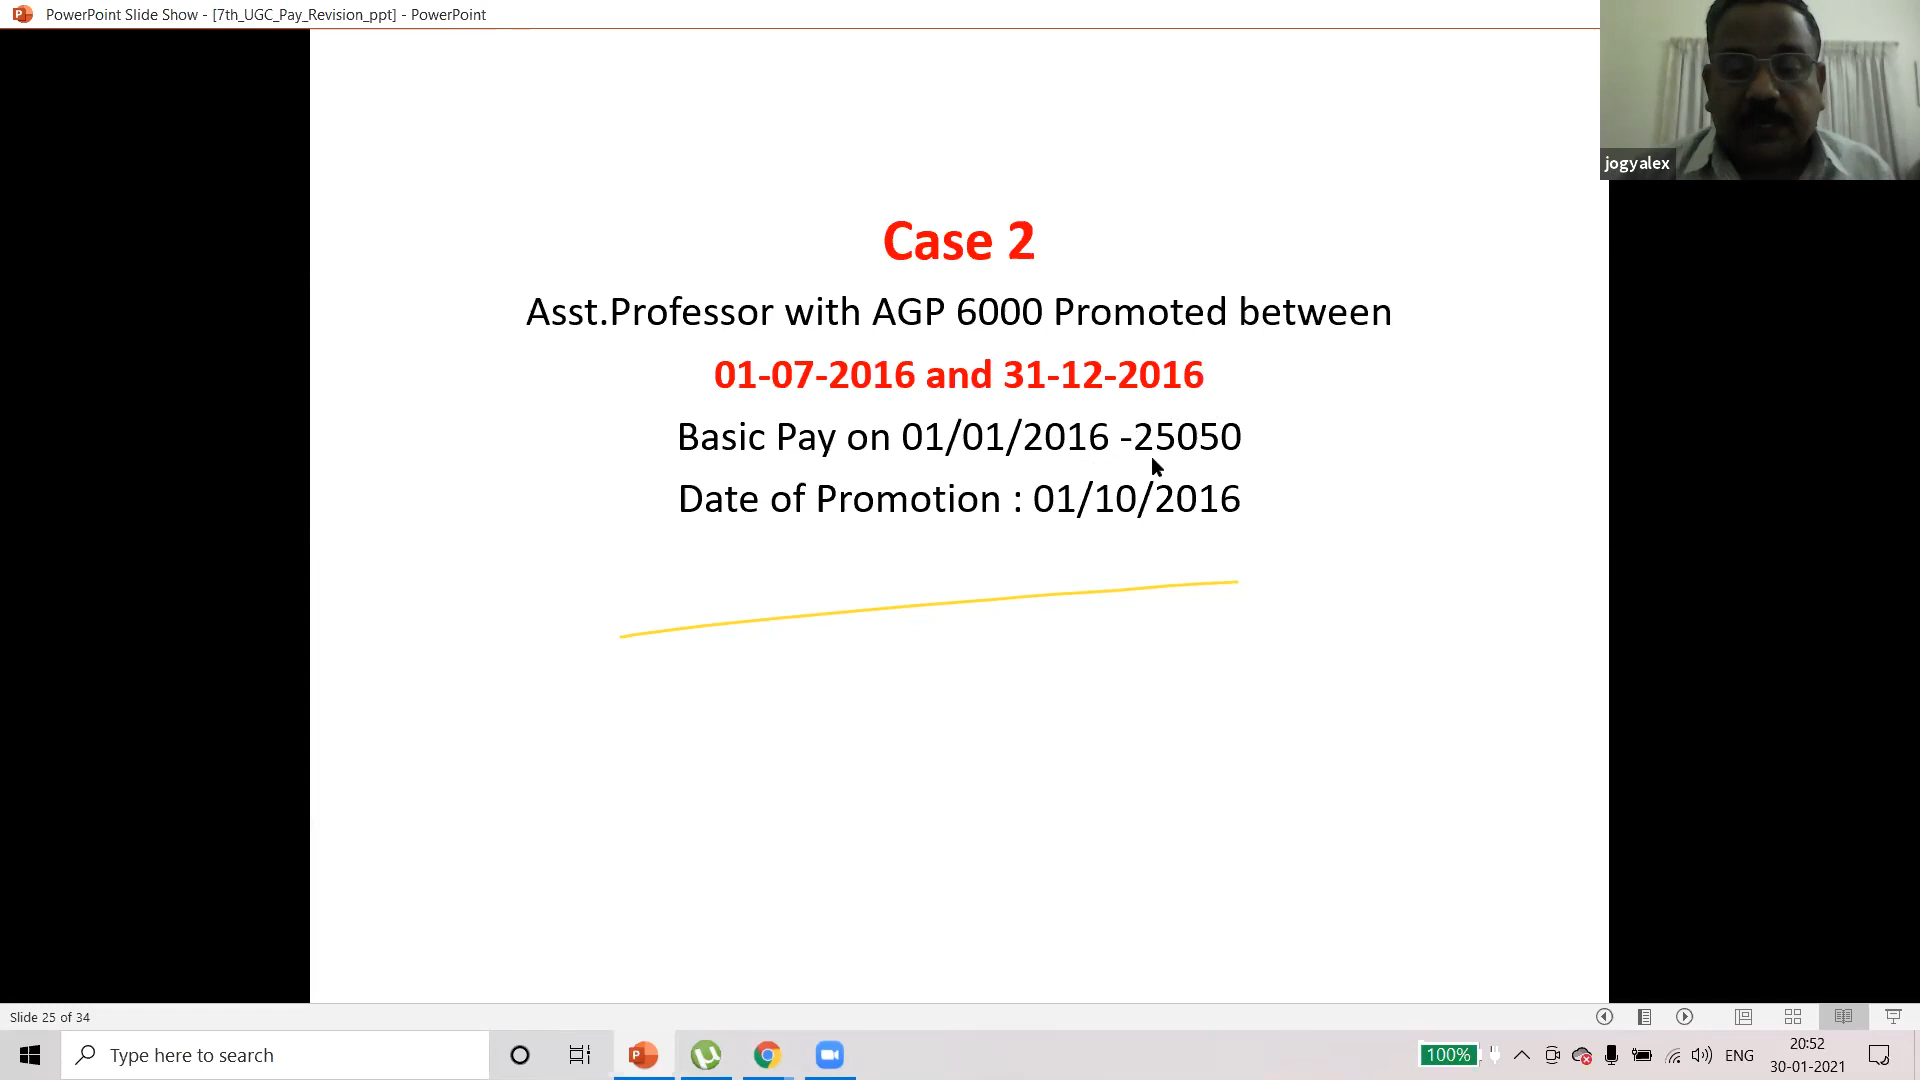 PowerPoint Slide Show - [7th_UGC_Pay_Revision_ppt] - PowerPoint
jogyalex
Case 2
Asst.Professor with AGP 6000 Promoted between
01-07-2016 and 31-12-2016
Basic Pay on 01/01/2016 -25050
Date of Promotion : 01/10/2016
Slide 25 of 34
Type here to search
100%
ENG
20:52
30-01-2021